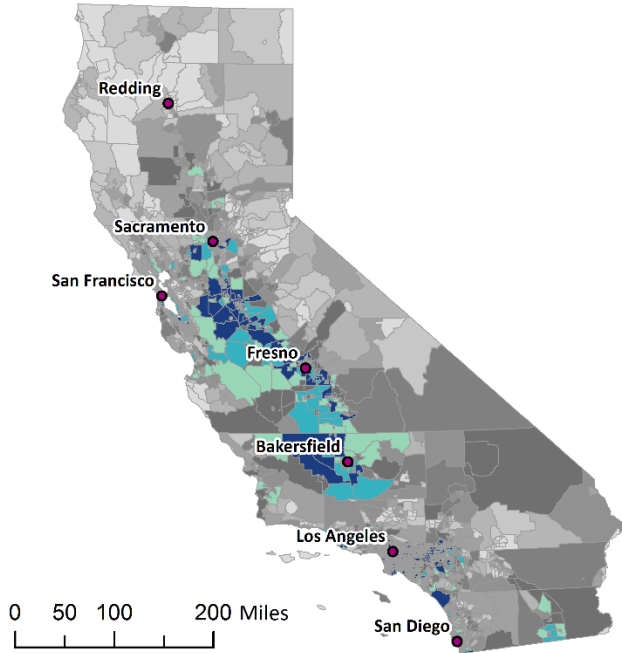 Redding
Sacramento
San Francisco
Fresno
Bakersfield
Los Angeles
San Diego
0 50 100 200 Miles